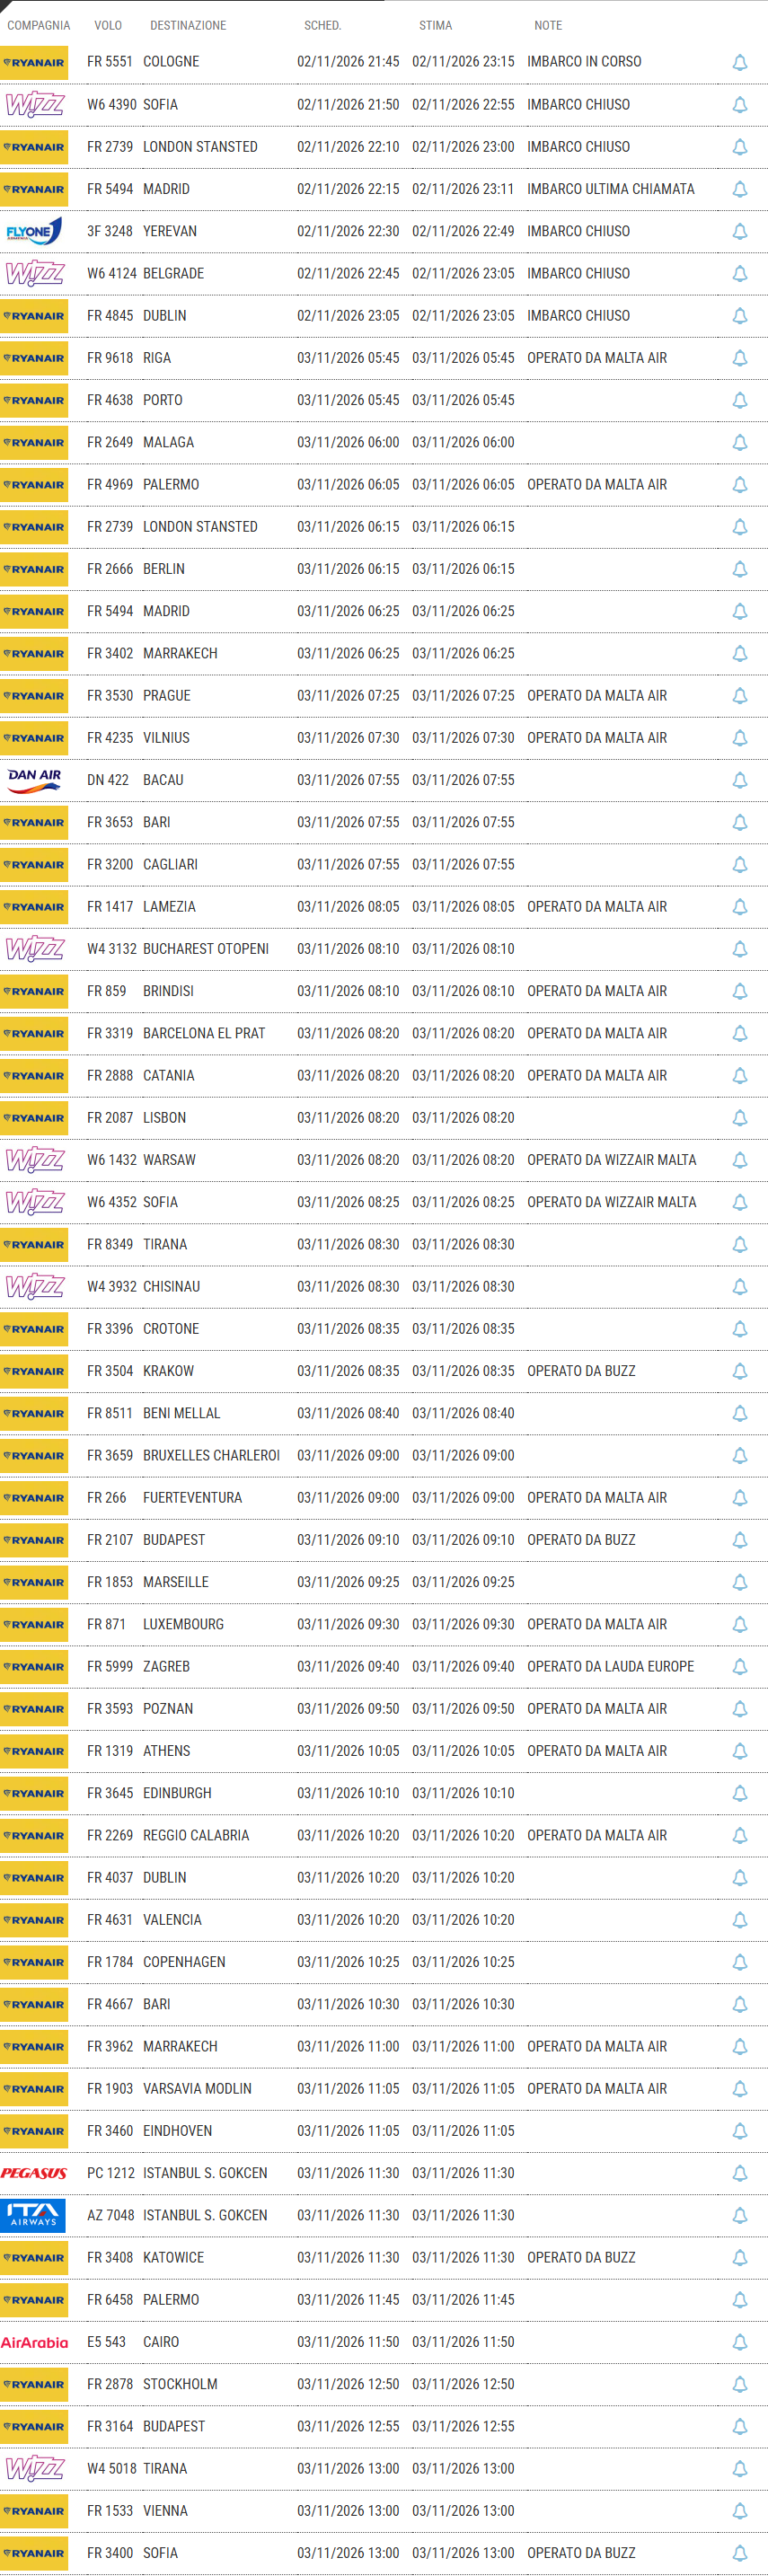 COMPAGNIA VOLO DESTINAZIONE SCHED. STIMA NOTE
RYANAIR FR 5551 COLOGNE 02/11/2026 21:45 02/11/2026 23:15 IMBARCO IN CORSO
WIZZ W6 4390 SOFIA 02/11/2026 21:50 02/11/2026 22:55 IMBARCO CHIUSO
RYANAIR FR 2739 LONDON STANSTED 02/11/2026 22:10 02/11/2026 23:00 IMBARCO CHIUSO
RYANAIR FR 5494 MADRID 02/11/2026 22:15 02/11/2026 23:11 IMBARCO ULTIMA CHIAMATA
FLYONE ARMENIA 3F 3248 YEREVAN 02/11/2026 22:30 02/11/2026 22:49 IMBARCO CHIUSO
WIZZ W6 4124 BELGRADE 02/11/2026 22:45 02/11/2026 23:05 IMBARCO CHIUSO
RYANAIR FR 4845 DUBLIN 02/11/2026 23:05 02/11/2026 23:05 IMBARCO CHIUSO
RYANAIR FR 9618 RIGA 03/11/2026 05:45 03/11/2026 05:45 OPERATO DA MALTA AIR
RYANAIR FR 4638 PORTO 03/11/2026 05:45 03/11/2026 05:45
RYANAIR FR 2649 MALAGA 03/11/2026 06:00 03/11/2026 06:00
RYANAIR FR 4969 PALERMO 03/11/2026 06:05 03/11/2026 06:05 OPERATO DA MALTA AIR
RYANAIR FR 2739 LONDON STANSTED 03/11/2026 06:15 03/11/2026 06:15
RYANAIR FR 2666 BERLIN 03/11/2026 06:15 03/11/2026 06:15
RYANAIR FR 5494 MADRID 03/11/2026 06:25 03/11/2026 06:25
RYANAIR FR 3402 MARRAKECH 03/11/2026 06:25 03/11/2026 06:25
RYANAIR FR 3530 PRAGUE 03/11/2026 07:25 03/11/2026 07:25 OPERATO DA MALTA AIR
RYANAIR FR 4235 VILNIUS 03/11/2026 07:30 03/11/2026 07:30 OPERATO DA MALTA AIR
DAN AIR DN 422 BACAU 03/11/2026 07:55 03/11/2026 07:55
RYANAIR FR 3653 BARI 03/11/2026 07:55 03/11/2026 07:55
RYANAIR FR 3200 CAGLIARI 03/11/2026 07:55 03/11/2026 07:55
RYANAIR FR 1417 LAMEZIA 03/11/2026 08:05 03/11/2026 08:05 OPERATO DA MALTA AIR
WIZZ W4 3132 BUCHAREST OTOPENI 03/11/2026 08:10 03/11/2026 08:10
RYANAIR FR 859 BRINDISI 03/11/2026 08:10 03/11/2026 08:10 OPERATO DA MALTA AIR
RYANAIR FR 3319 BARCELONA EL PRAT 03/11/2026 08:20 03/11/2026 08:20 OPERATO DA MALTA AIR
RYANAIR FR 2888 CATANIA 03/11/2026 08:20 03/11/2026 08:20 OPERATO DA MALTA AIR
RYANAIR FR 2087 LISBON 03/11/2026 08:20 03/11/2026 08:20
WIZZ W6 1432 WARSAW 03/11/2026 08:20 03/11/2026 08:20 OPERATO DA WIZZAIR MALTA
WIZZ W6 4352 SOFIA 03/11/2026 08:25 03/11/2026 08:25 OPERATO DA WIZZAIR MALTA
RYANAIR FR 8349 TIRANA 03/11/2026 08:30 03/11/2026 08:30
WIZZ W4 3932 CHISINAU 03/11/2026 08:30 03/11/2026 08:30
RYANAIR FR 3396 CROTONE 03/11/2026 08:35 03/11/2026 08:35
RYANAIR FR 3504 KRAKOW 03/11/2026 08:35 03/11/2026 08:35 OPERATO DA BUZZ
RYANAIR FR 8511 BENI MELLAL 03/11/2026 08:40 03/11/2026 08:40
RYANAIR FR 3659 BRUXELLES CHARLEROI 03/11/2026 09:00 03/11/2026 09:00
RYANAIR FR 266 FUERTEVENTURA 03/11/2026 09:00 03/11/2026 09:00 OPERATO DA MALTA AIR
RYANAIR FR 2107 BUDAPEST 03/11/2026 09:10 03/11/2026 09:10 OPERATO DA BUZZ
RYANAIR FR 1853 MARSEILLE 03/11/2026 09:25 03/11/2026 09:25
RYANAIR FR 871 LUXEMBOURG 03/11/2026 09:30 03/11/2026 09:30 OPERATO DA MALTA AIR
RYANAIR FR 5999 ZAGREB 03/11/2026 09:40 03/11/2026 09:40 OPERATO DA LAUDA EUROPE
RYANAIR FR 3593 POZNAN 03/11/2026 09:50 03/11/2026 09:50 OPERATO DA MALTA AIR
RYANAIR FR 1319 ATHENS 03/11/2026 10:05 03/11/2026 10:05 OPERATO DA MALTA AIR
RYANAIR FR 3645 EDINBURGH 03/11/2026 10:10 03/11/2026 10:10
RYANAIR FR 2269 REGGIO CALABRIA 03/11/2026 10:20 03/11/2026 10:20 OPERATO DA MALTA AIR
RYANAIR FR 4037 DUBLIN 03/11/2026 10:20 03/11/2026 10:20
RYANAIR FR 4631 VALENCIA 03/11/2026 10:20 03/11/2026 10:20
RYANAIR FR 1784 COPENHAGEN 03/11/2026 10:25 03/11/2026 10:25
RYANAIR FR 4667 BARI 03/11/2026 10:30 03/11/2026 10:30
RYANAIR FR 3962 MARRAKECH 03/11/2026 11:00 03/11/2026 11:00 OPERATO DA MALTA AIR
RYANAIR FR 1903 VARSAVIA MODLIN 03/11/2026 11:05 03/11/2026 11:05 OPERATO DA MALTA AIR
RYANAIR FR 3460 EINDHOVEN 03/11/2026 11:05 03/11/2026 11:05
PEGASUS PC 1212 ISTANBUL S. GOKCEN 03/11/2026 11:30 03/11/2026 11:30
ITA AIRWAYS AZ 7048 ISTANBUL S. GOKCEN 03/11/2026 11:30 03/11/2026 11:30
RYANAIR FR 3408 KATOWICE 03/11/2026 11:30 03/11/2026 11:30 OPERATO DA BUZZ
RYANAIR FR 6458 PALERMO 03/11/2026 11:45 03/11/2026 11:45
AirArabia E5 543 CAIRO 03/11/2026 11:50 03/11/2026 11:50
RYANAIR FR 2878 STOCKHOLM 03/11/2026 12:50 03/11/2026 12:50
RYANAIR FR 3164 BUDAPEST 03/11/2026 12:55 03/11/2026 12:55
WIZZ W4 5018 TIRANA 03/11/2026 13:00 03/11/2026 13:00
RYANAIR FR 1533 VIENNA 03/11/2026 13:00 03/11/2026 13:00
RYANAIR FR 3400 SOFIA 03/11/2026 13:00 03/11/2026 13:00 OPERATO DA BUZZ